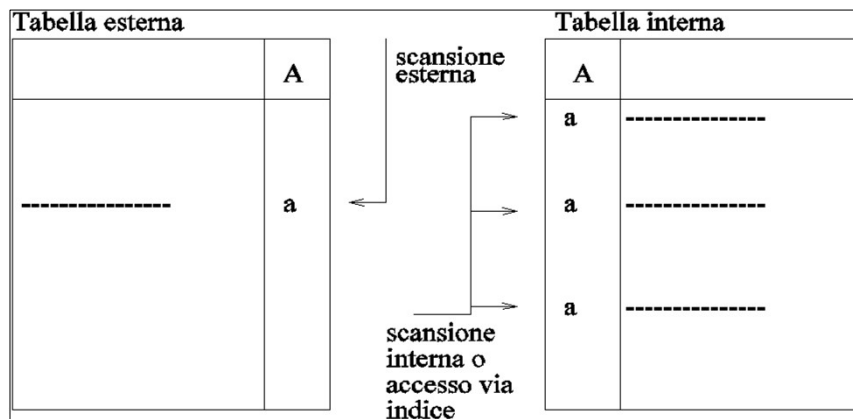 Tabella esterna
Tabella interna
A
scansione
esterna
A
a
---------------
a
----------------
a
---------------
a
---------------
scansione
interna o
accesso via
indice